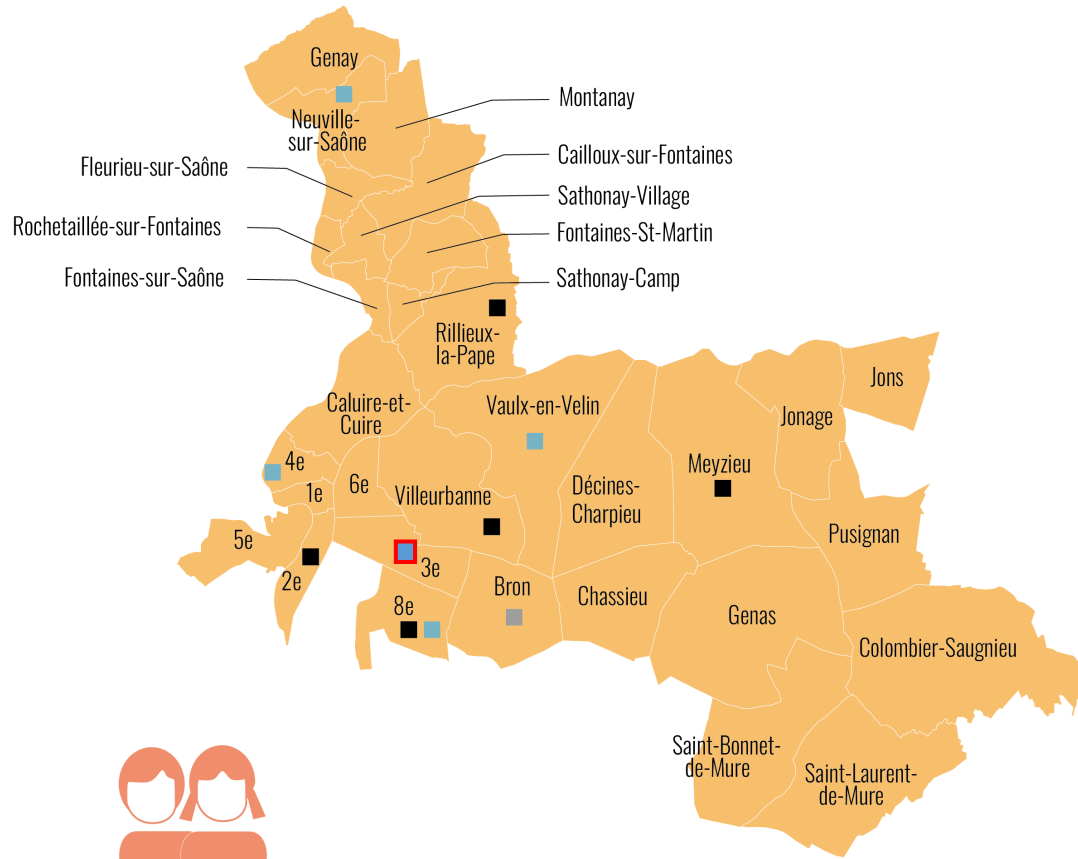 Genay
Montanay
Neuville-
sur-Saône
Cailloux-sur-Fontaines
Fleurieu-sur-Saône
Sathonay-Village
Rochetaillée-sur-Fontaines
Fontaines-St-Martin
Fontaines-sur-Saône
Sathonay-Camp
Rillieux-
la-Pape
Jons
Caluire-et-
Cuire
Vaulx-en-Velin
Jonage
4e
1e
6e
Villeurbanne
Décines-
Charpieu
Meyzieu
Pusignan
5e
2e
3e
8e
Bron
Chassieu
Genas
Colombier-Saugnieu
Saint-Bonnet-
de-Mure
Saint-Laurent-
de-Mure